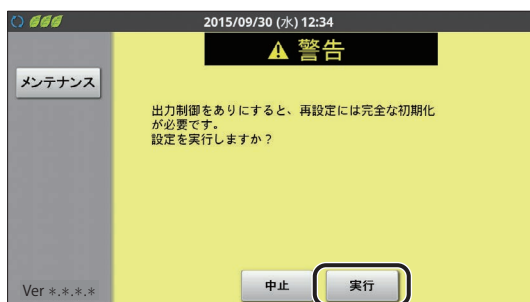 2015/09/30 (水) 12:34
警告
メンテナンス
出力制御をありにすると、再設定には完全な初期化
が必要です。
設定を実行しますか？
中止
実行
Ver *.*.*.*